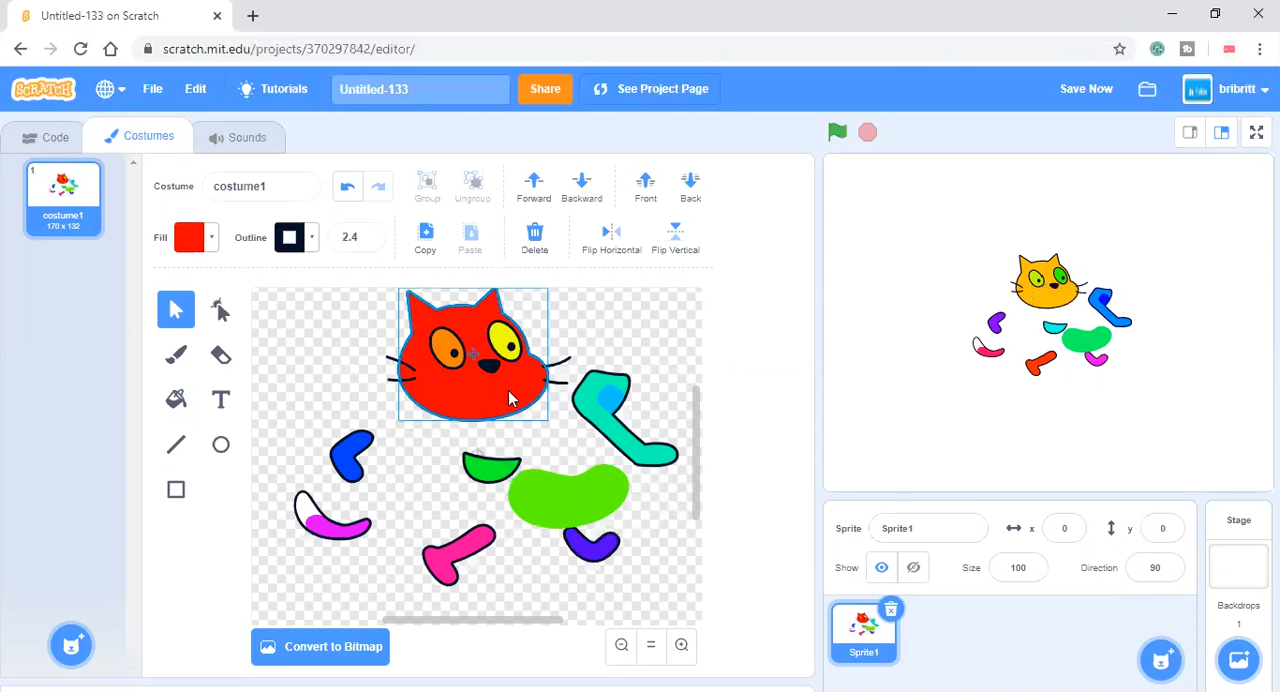 Untitled-133 on Scratch
scratch.mit.edu/projects/370297842/editor/
SCRATCH
File
Edit
Tutorials
Untitled-133
Share
See Project Page
Save Now
bribritt
Code
Costumes
Sounds
1
costume1
170 x 132
Costume
costume1
Group
Ungroup
Forward
Backward
Front
Back
Fill
Outline
2.4
Copy
Paste
Delete
Flip Horizontal
Flip Vertical
T
Convert to Bitmap
Sprite
Sprite1
x
0
y
0
Show
Size
100
Direction
90
Sprite1
Stage
Backdrops
1